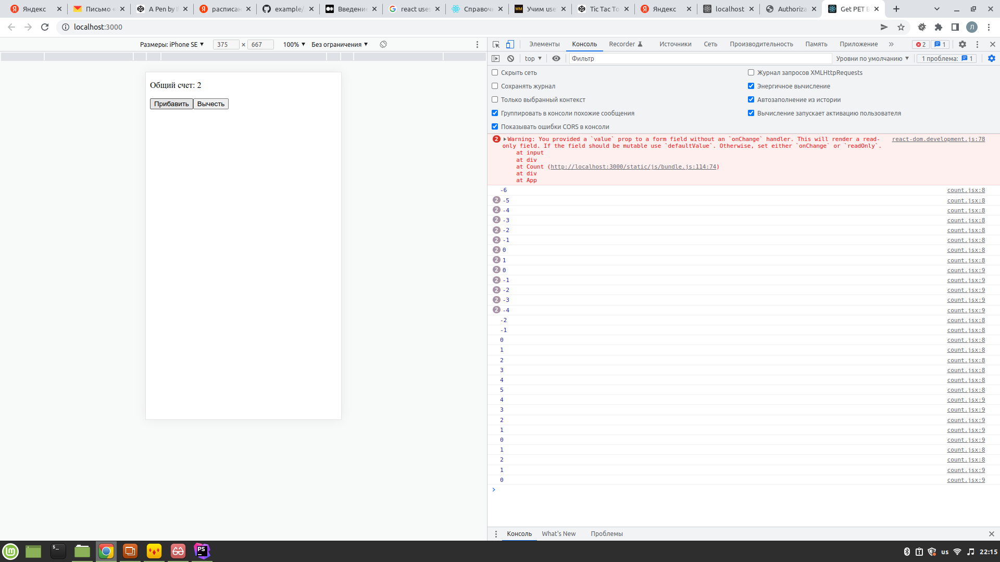 Яндекс
Письмо «
A Pen by
расписан
example/
Введение
react use
Справоч
Учим use
Tic Tac To
Яндекс
localhost
Authoriza
Get PET
localhost:3000
Л
Размеры: iPhone SE
375 × 667
100%
Без ограничения
Элементы
Консоль
Recorder
Источники
Сеть
Производительность
Память
Приложение
2
1
top
Фильтр
Уровни по умолчанию
1 проблема: 1
Общий счет: 2
Прибавить
Вычесть
Скрыть сеть
Журнал запросов XMLHttpRequests
Сохранять журнал
Энергичное вычисление
Только выбранный контекст
Автозаполнение из истории
Группировать в консоли похожие сообщения
Вычисление запускает активацию пользователя
Показывать ошибки CORS в консоли
2 Warning: You provided a `value` prop to a form field without an `onChange` handler. This will render a read- react-dom.development.js:78
only field. If the field should be mutable use `defaultValue`. Otherwise, set either `onChange` or `readOnly`.
at input
at div
at Count (http://localhost:3000/static/js/bundle.js:114:74)
at div
at App
-6 count.jsx:8
2 -5 count.jsx:8
2 -4 count.jsx:8
2 -3 count.jsx:8
2 -2 count.jsx:8
2 -1 count.jsx:8
2 0 count.jsx:8
2 1 count.jsx:8
2 0 count.jsx:9
2 -1 count.jsx:9
2 -2 count.jsx:9
2 -3 count.jsx:9
2 -4 count.jsx:9
-2 count.jsx:8
-1 count.jsx:8
0 count.jsx:8
1 count.jsx:8
2 count.jsx:8
3 count.jsx:8
4 count.jsx:8
5 count.jsx:8
4 count.jsx:9
3 count.jsx:9
2 count.jsx:9
1 count.jsx:9
0 count.jsx:9
1 count.jsx:8
2 count.jsx:8
1 count.jsx:9
0 count.jsx:9
Консоль
What's New
Проблемы
PS
us
22:15